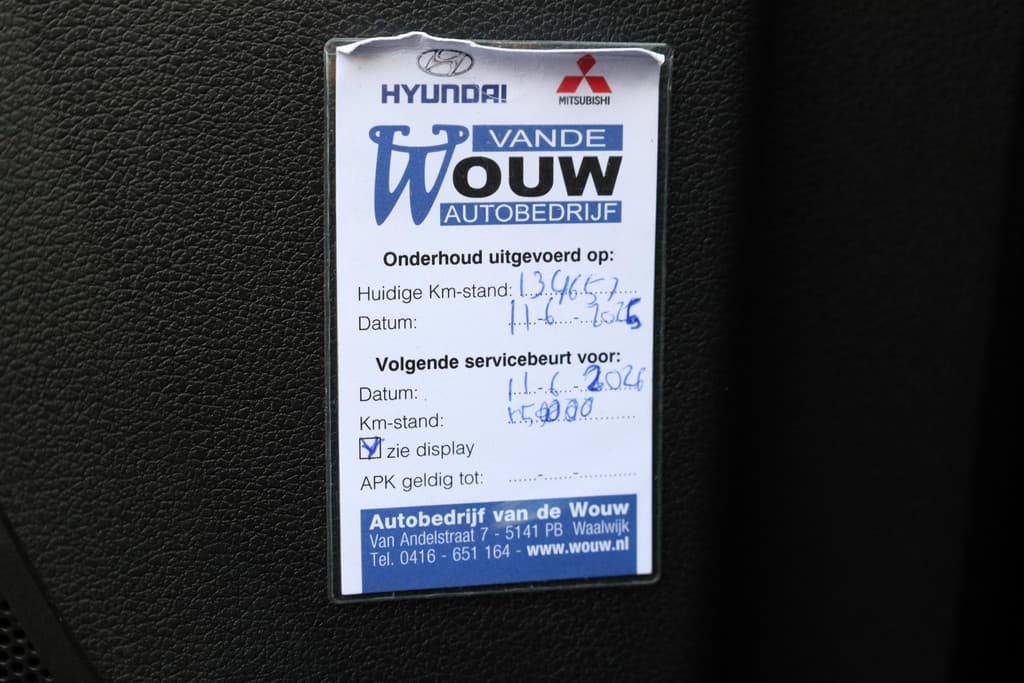 HYUNDAI
MITSUBISHI
VANDE
WOUW
AUTOBEDRIJF
Onderhoud uitgevoerd op:
Huidige Km-stand: 134657
Datum: 11-6-2025
Volgende servicebeurt voor:
Datum: 11-6-2026
Km-stand:
zie display
APK geldig tot:
Autobedrijf van de Wouw
Van Andelstraat 7 - 5141 PB Waalwijk
Tel. 0416 - 651 164 - www.wouw.nl